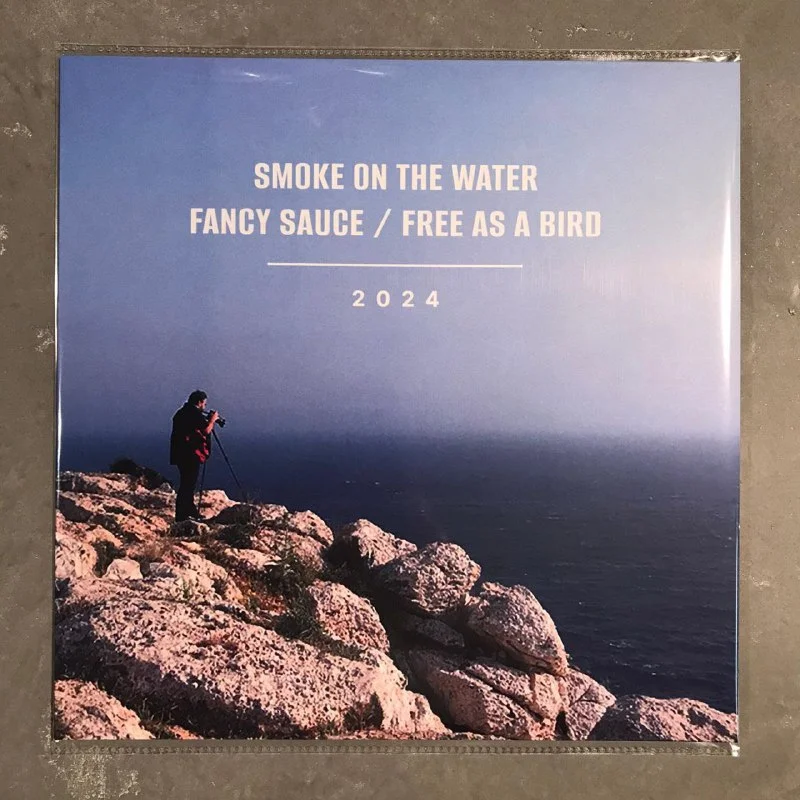 SMOKE ON THE WATER
FANCY SAUCE / FREE AS A BIRD
2024